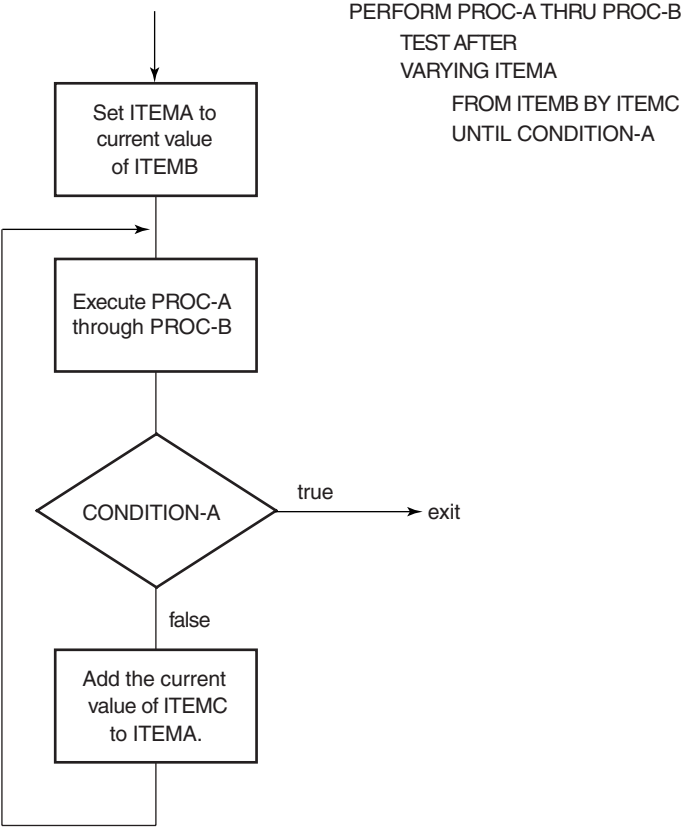 PERFORM PROC-A THRU PROC-B
TEST AFTER
VARYING ITEMA
FROM ITEMB BY ITEMC
UNTIL CONDITION-A
Set ITEMA to
current value
of ITEMB
Execute PROC-A
through PROC-B
CONDITION-A
true
exit
false
Add the current
value of ITEMC
to ITEMA.